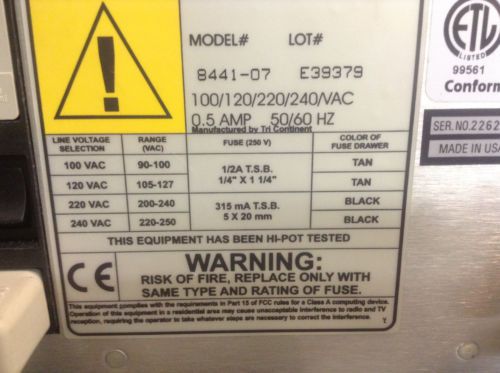 MODEL# LOT#
8441-07 E39379
100/120/220/240/VAC
0.5 AMP 50/60 HZ
Manufactured by Tri Continent
LINE VOLTAGE SELECTION RANGE (VAC) FUSE (250 V) COLOR OF FUSE DRAWER
100 VAC 90-100 1/2A T.S.B. 1/4" X 1 1/4" TAN
120 VAC 105-127 TAN
220 VAC 200-240 315 mA T.S.B. 5 X 20 mm BLACK
240 VAC 220-250 BLACK
THIS EQUIPMENT HAS BEEN HI-POT TESTED
CE
WARNING:
RISK OF FIRE, REPLACE ONLY WITH
SAME TYPE AND RATING OF FUSE.
This equipment complies with the requirements in Part 15 of FCC rules for a Class A computing device.
Operation of this equipment in a residential area may cause unacceptable interference to radio and TV
reception, requiring the operator to take whatever steps are necessary to correct the interference.
ETL
LISTED
99561
Conform
SER.NO.2262
MADE IN USA